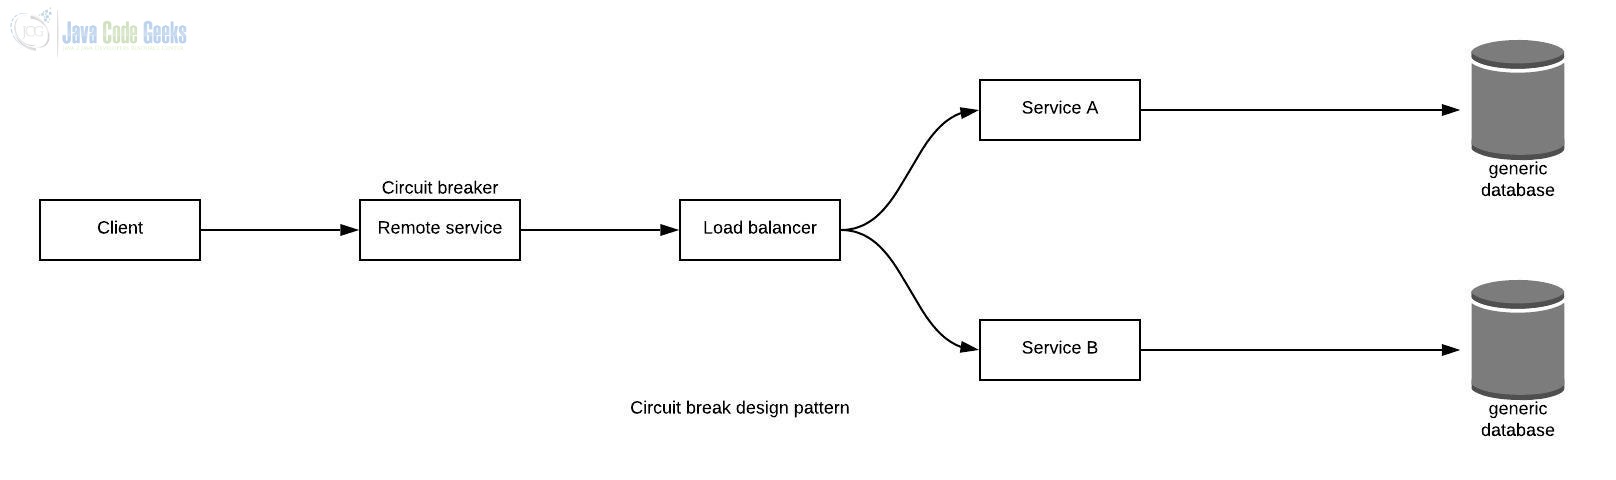 JCG
Java Code Geeks
Circuit breaker
Client
Remote service
Load balancer
Service A
generic
database
Service B
generic
database
Circuit break design pattern